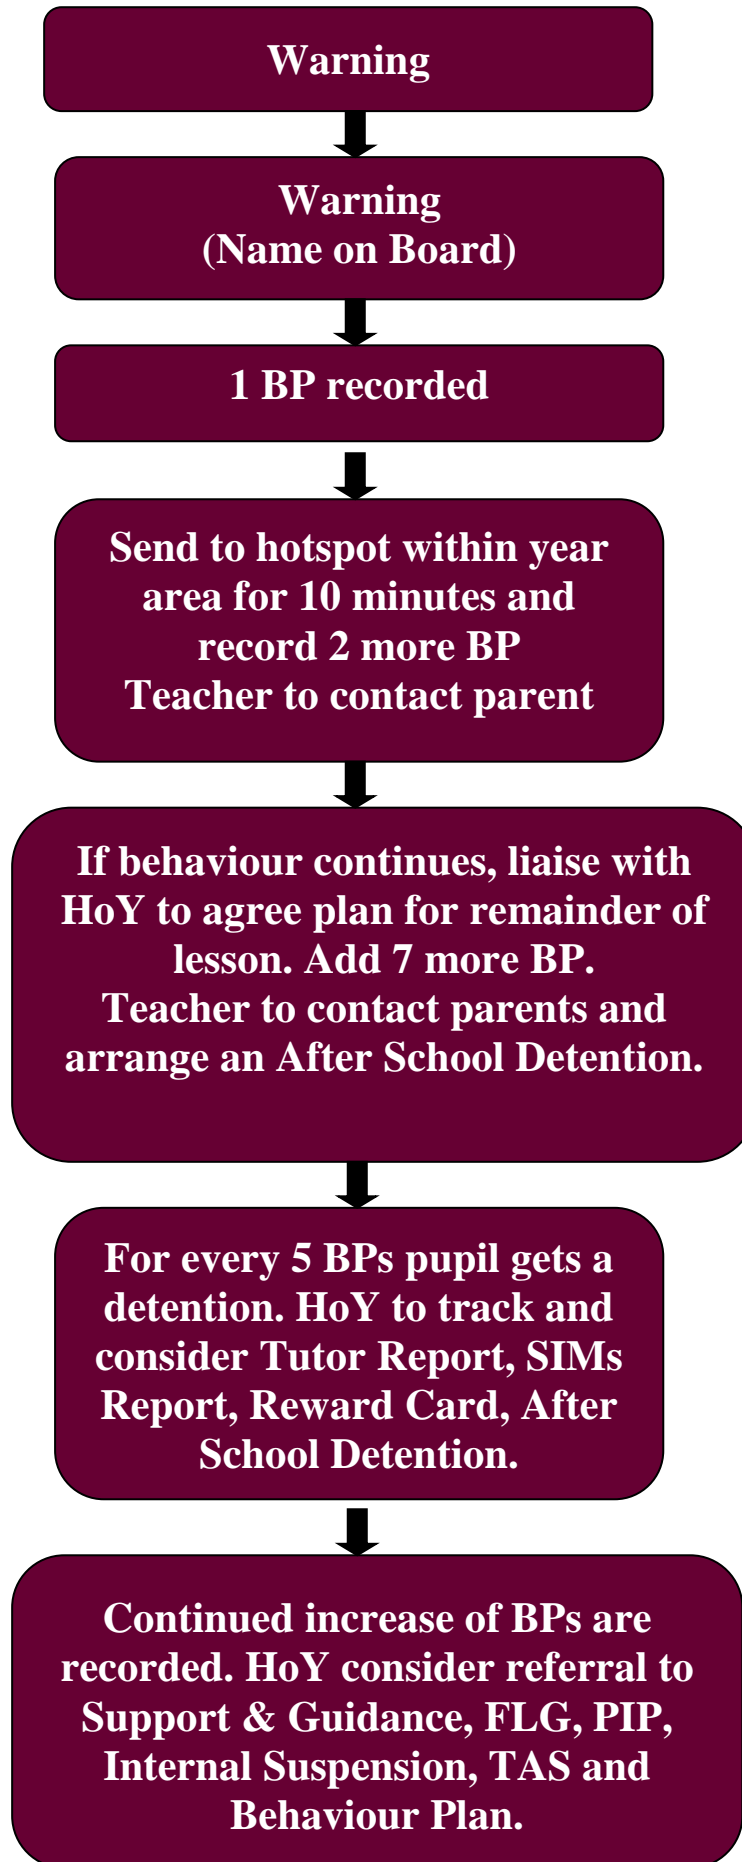 Warning
Warning
(Name on Board)
1 BP recorded
Send to hotspot within year
area for 10 minutes and
record 2 more BP
Teacher to contact parent
If behaviour continues, liaise with
HoY to agree plan for remainder of
lesson. Add 7 more BP.
Teacher to contact parents and
arrange an After School Detention.
For every 5 BPs pupil gets a
detention. HoY to track and
consider Tutor Report, SIMs
Report, Reward Card, After
School Detention.
Continued increase of BPs are
recorded. HoY consider referral to
Support & Guidance, FLG, PIP,
Internal Suspension, TAS and
Behaviour Plan.